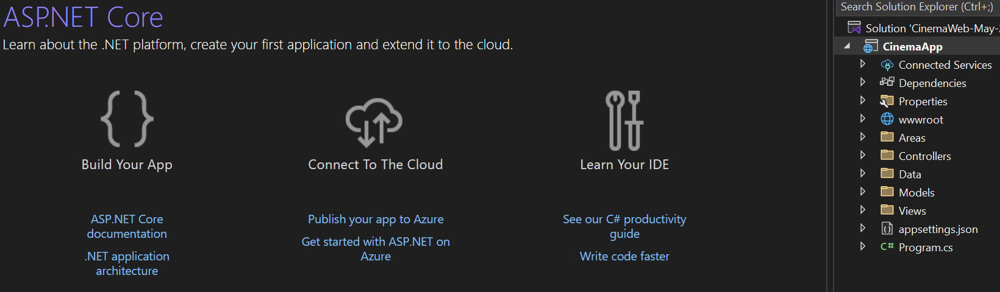 ASP.NET Core
Learn about the .NET platform, create your first application and extend it to the cloud.
Build Your App
ASP.NET Core
documentation
.NET application
architecture
Connect To The Cloud
Publish your app to Azure
Get started with ASP.NET on
Azure
Learn Your IDE
See our C# productivity
guide
Write code faster
Search Solution Explorer (Ctrl+;)
Solution 'CinemaWeb-May-
CinemaApp
Connected Services
Dependencies
Properties
wwwroot
Areas
Controllers
Data
Models
Views
appsettings.json
C# Program.cs